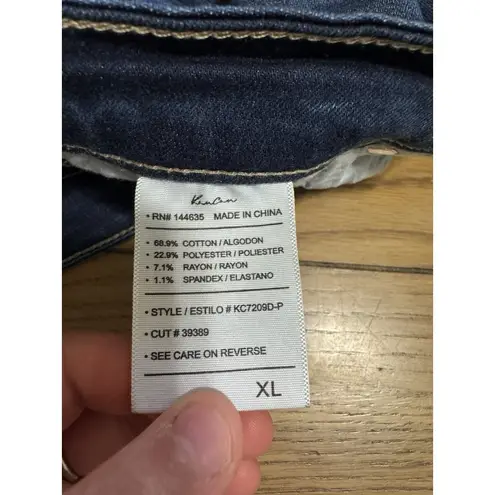 KanCan
• RN# 144635 MADE IN CHINA
• 68.9% COTTON / ALGODON
• 22.9% POLYESTER / POLIESTER
• 7.1% RAYON / RAYON
• 1.1% SPANDEX / ELASTANO
• STYLE / ESTILO # KC7209D-P
• CUT # 39389
• SEE CARE ON REVERSE
XL